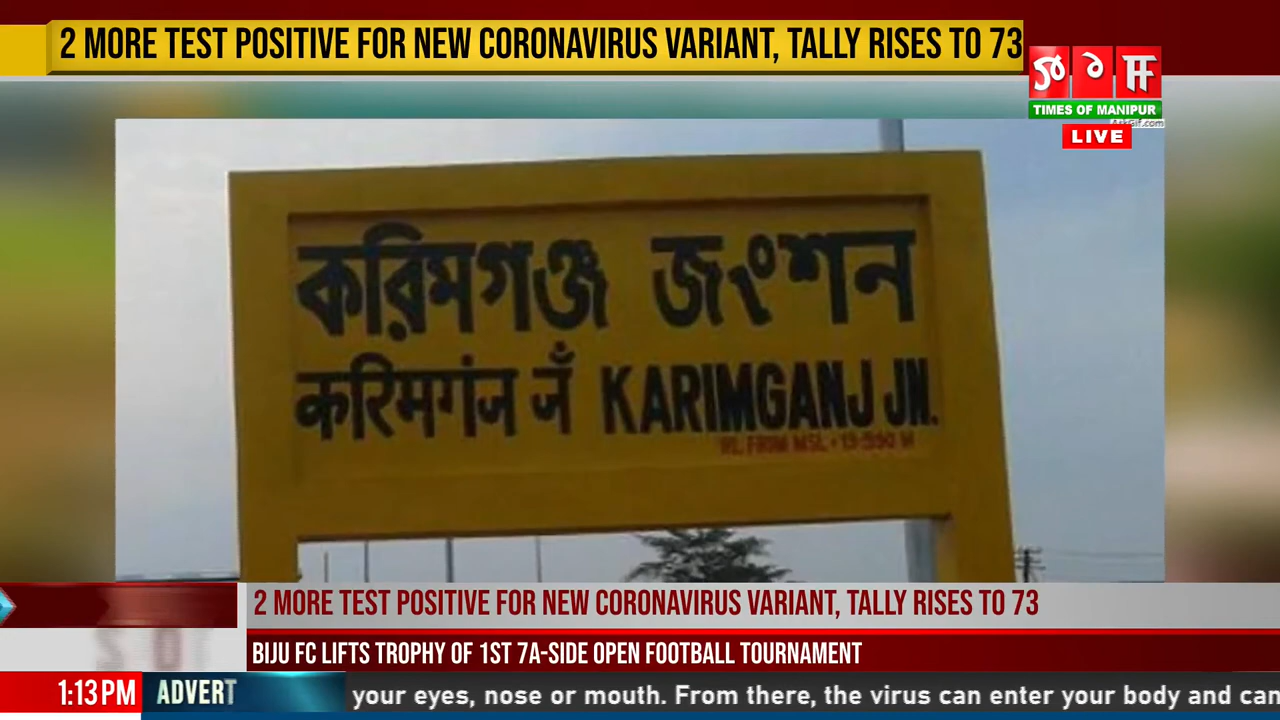 2 MORE TEST POSITIVE FOR NEW CORONAVIRUS VARIANT, TALLY RISES TO 73
TIMES OF MANIPUR
LIVE
করিমগঞ্জ জংশন
करिमगंज जँ KARIMGANJ JN.
2 MORE TEST POSITIVE FOR NEW CORONAVIRUS VARIANT, TALLY RISES TO 73
BIJU FC LIFTS TROPHY OF 1ST 7A-SIDE OPEN FOOTBALL TOURNAMENT
1:13 PM ADVERT your eyes, nose or mouth. From there, the virus can enter your body and can